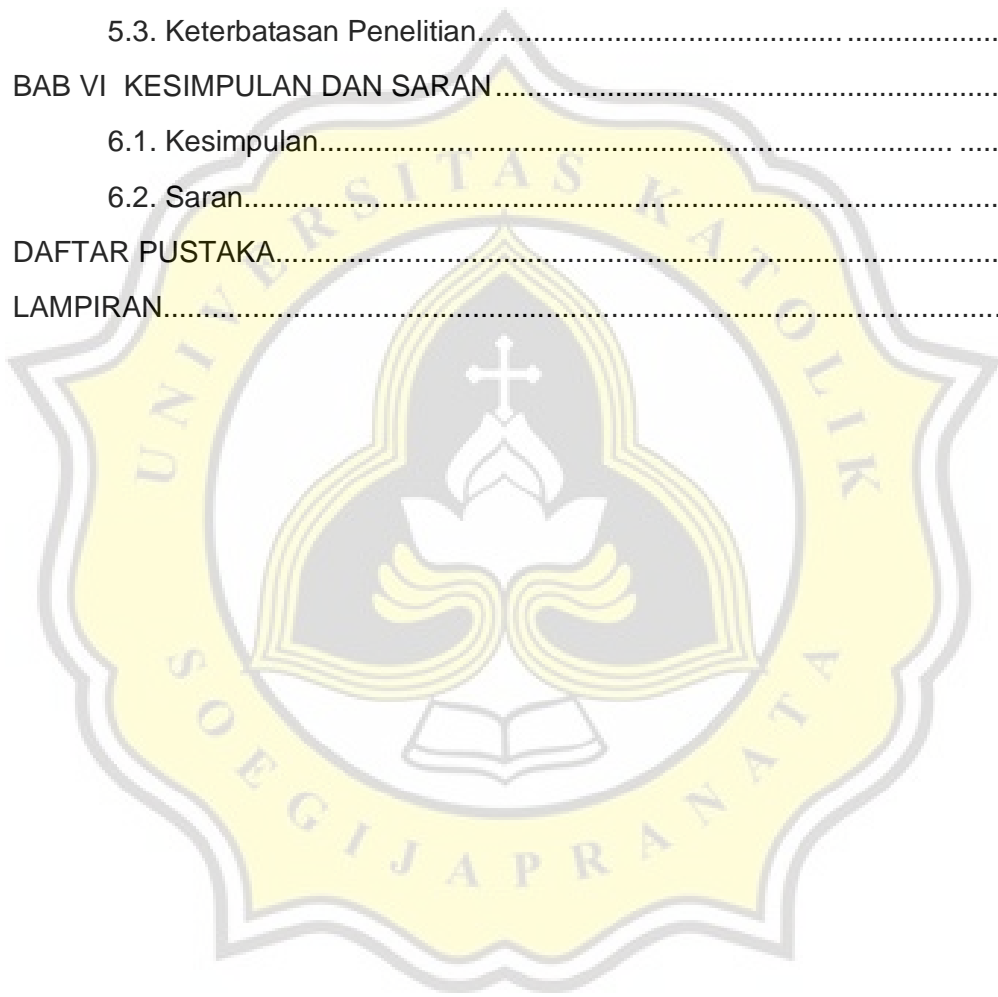 5.3. Keterbatasan Penelitian.............................................. ...................
BAB VI  KESIMPULAN DAN SARAN................................................................
6.1. Kesimpulan................................................................................ .....
6.2. Saran...............................................................................................
DAFTAR PUSTAKA...........................................................................................
LAMPIRAN.........................................................................................................
UNIVERSITAS KATOLIK
SOEGIJAPRANATA